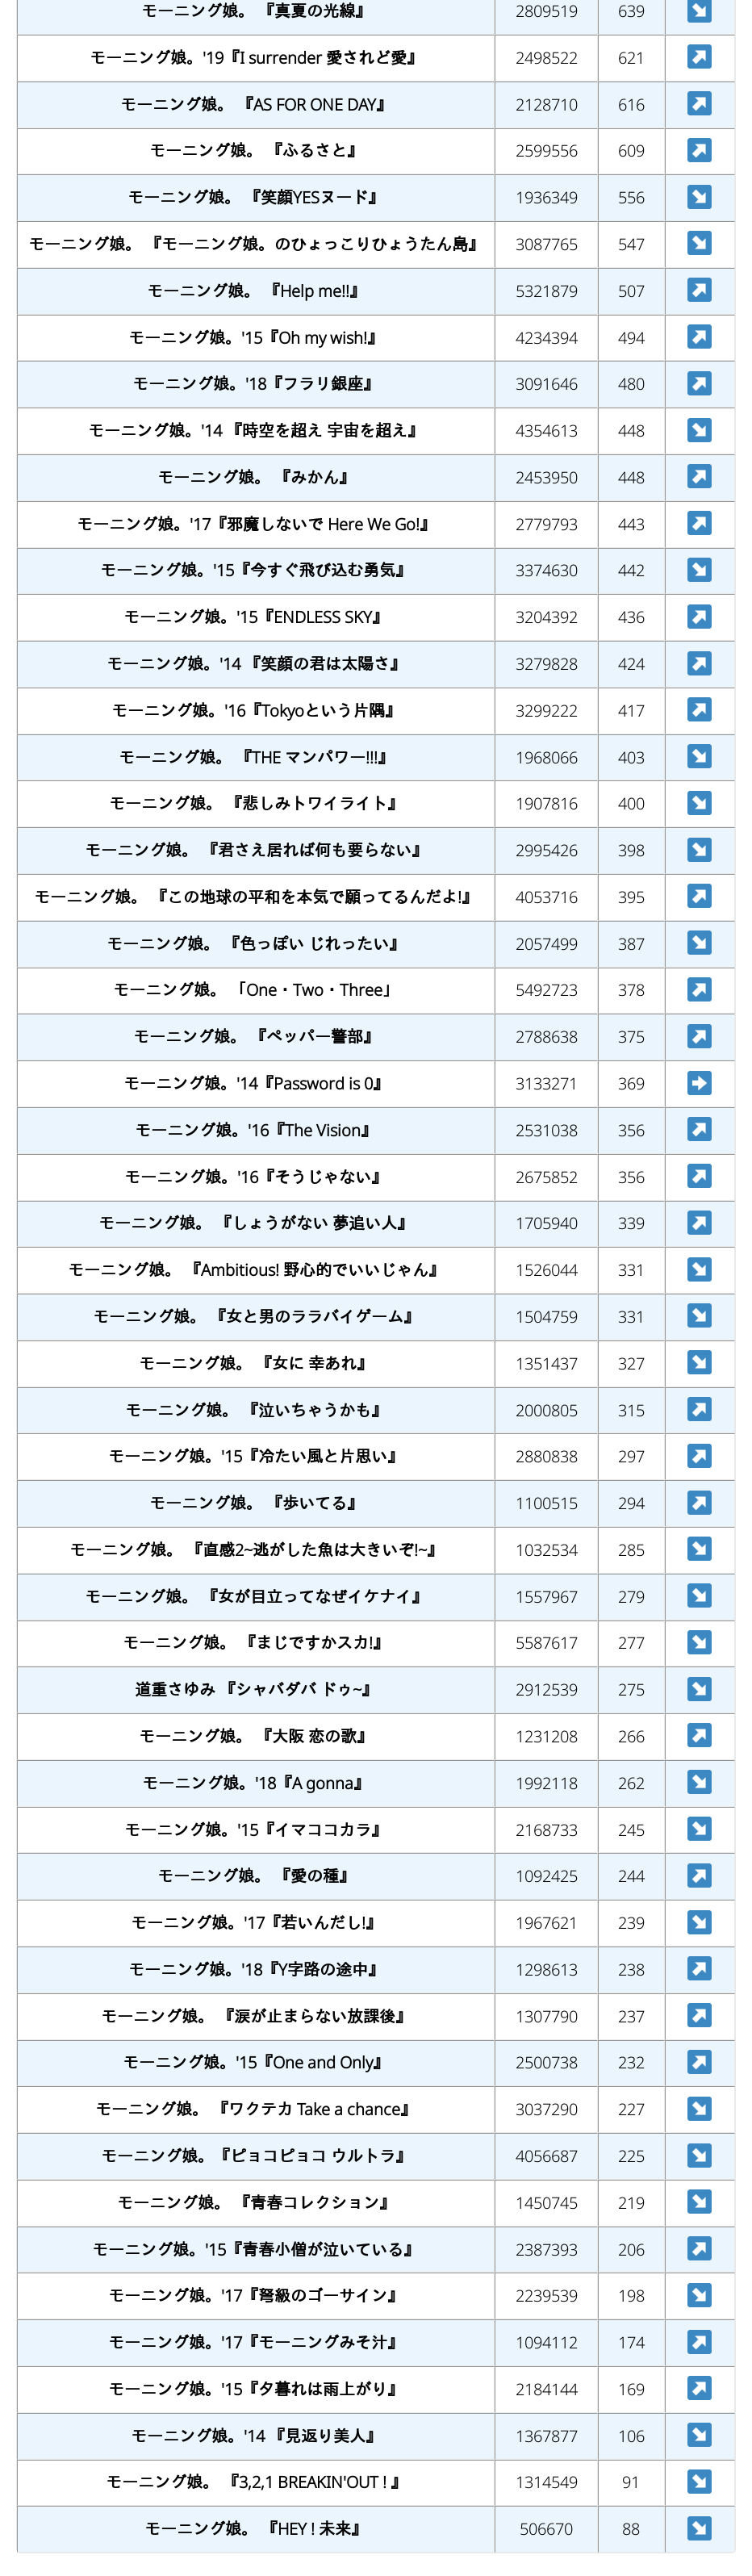 モーニング娘。 『真夏の光線』 2809519 639
モーニング娘。'19『I surrender 愛されど愛』 2498522 621
モーニング娘。 『AS FOR ONE DAY』 2128710 616
モーニング娘。 『ふるさと』 2599556 609
モーニング娘。 『笑顔YESヌード』 1936349 556
モーニング娘。 『モーニング娘。のひょっこりひょうたん島』 3087765 547
モーニング娘。 『Help me!!』 5321879 507
モーニング娘。'15『Oh my wish!』 4234394 494
モーニング娘。'18『フラリ銀座』 3091646 480
モーニング娘。'14 『時空を超え 宇宙を超え』 4354613 448
モーニング娘。 『みかん』 2453950 448
モーニング娘。'17『邪魔しないで Here We Go!』 2779793 443
モーニング娘。'15『今すぐ飛び込む勇気』 3374630 442
モーニング娘。'15『ENDLESS SKY』 3204392 436
モーニング娘。'14 『笑顔の君は太陽さ』 3279828 424
モーニング娘。'16『Tokyoという片隅』 3299222 417
モーニング娘。 『THE マンパワー!!!』 1968066 403
モーニング娘。 『悲しみトワイライト』 1907816 400
モーニング娘。 『君さえ居れば何も要らない』 2995426 398
モーニング娘。 『この地球の平和を本気で願ってるんだよ!』 4053716 395
モーニング娘。 『色っぽい じれったい』 2057499 387
モーニング娘。 「One・Two・Three」 5492723 378
モーニング娘。 『ペッパー警部』 2788638 375
モーニング娘。'14『Password is 0』 3133271 369
モーニング娘。'16『The Vision』 2531038 356
モーニング娘。'16『そうじゃない』 2675852 356
モーニング娘。 『しょうがない 夢追い人』 1705940 339
モーニング娘。 『Ambitious! 野心的でいいじゃん』 1526044 331
モーニング娘。 『女と男のララバイゲーム』 1504759 331
モーニング娘。 『女に 幸あれ』 1351437 327
モーニング娘。 『泣いちゃうかも』 2000805 315
モーニング娘。'15『冷たい風と片思い』 2880838 297
モーニング娘。 『歩いてる』 1100515 294
モーニング娘。 『直感2~逃がした魚は大きいぞ!~』 1032534 285
モーニング娘。 『女が目立ってなぜイケナイ』 1557967 279
モーニング娘。 『まじですかスカ!』 5587617 277
道重さゆみ 『シャバダバ ドゥ~』 2912539 275
モーニング娘。 『大阪 恋の歌』 1231208 266
モーニング娘。'18『A gonna』 1992118 262
モーニング娘。'15『イマココカラ』 2168733 245
モーニング娘。 『愛の種』 1092425 244
モーニング娘。'17『若いんだし!』 1967621 239
モーニング娘。'18『Y字路の途中』 1298613 238
モーニング娘。 『涙が止まらない放課後』 1307790 237
モーニング娘。'15『One and Only』 2500738 232
モーニング娘。 『ワクテカ Take a chance』 3037290 227
モーニング娘。『ピョコピョコ ウルトラ』 4056687 225
モーニング娘。 『青春コレクション』 1450745 219
モーニング娘。'15『青春小僧が泣いている』 2387393 206
モーニング娘。'17『弩級のゴーサイン』 2239539 198
モーニング娘。'17『モーニングみそ汁』 1094112 174
モーニング娘。'15『夕暮れは雨上がり』 2184144 169
モーニング娘。'14 『見返り美人』 1367877 106
モーニング娘。 『3,2,1 BREAKIN'OUT ! 』 1314549 91
モーニング娘。 『HEY ! 未来』 506670 88